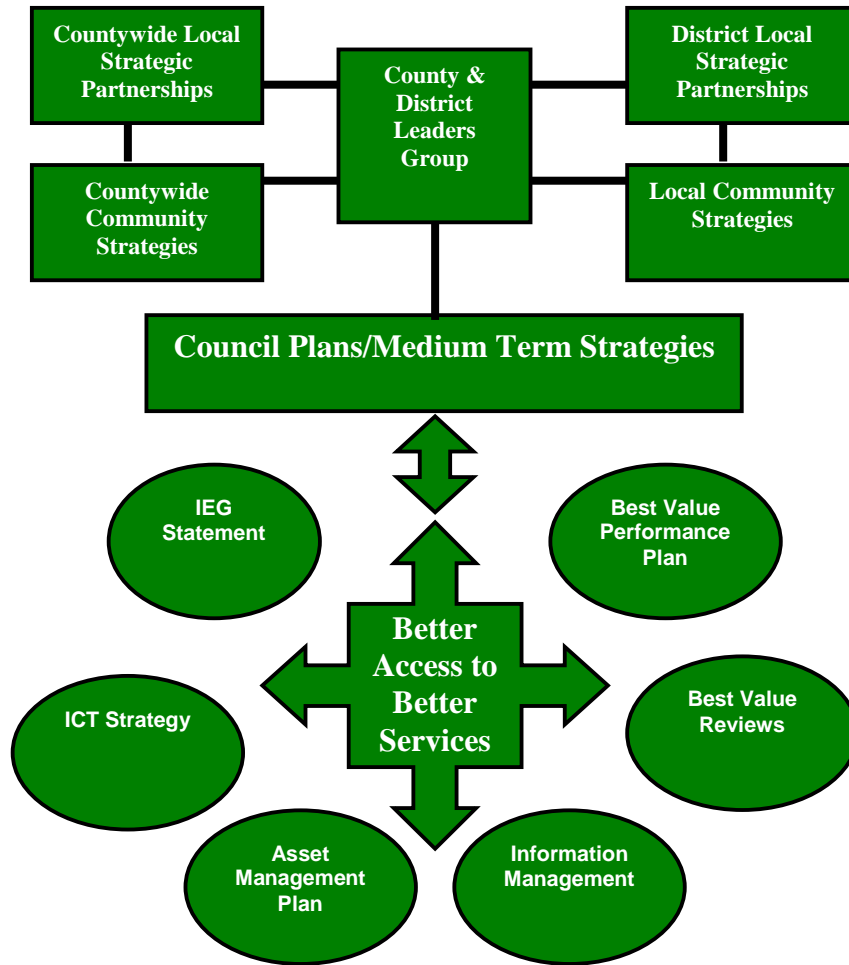 Countywide Local
Strategic
Partnerships
County &
District
Leaders
Group
District Local
Strategic
Partnerships
Countywide
Community
Strategies
Local Community
Strategies
Council Plans/Medium Term Strategies
IEG
Statement
Best Value
Performance
Plan
Better
Access to
Better
Services
ICT Strategy
Best Value
Reviews
Asset
Management
Plan
Information
Management